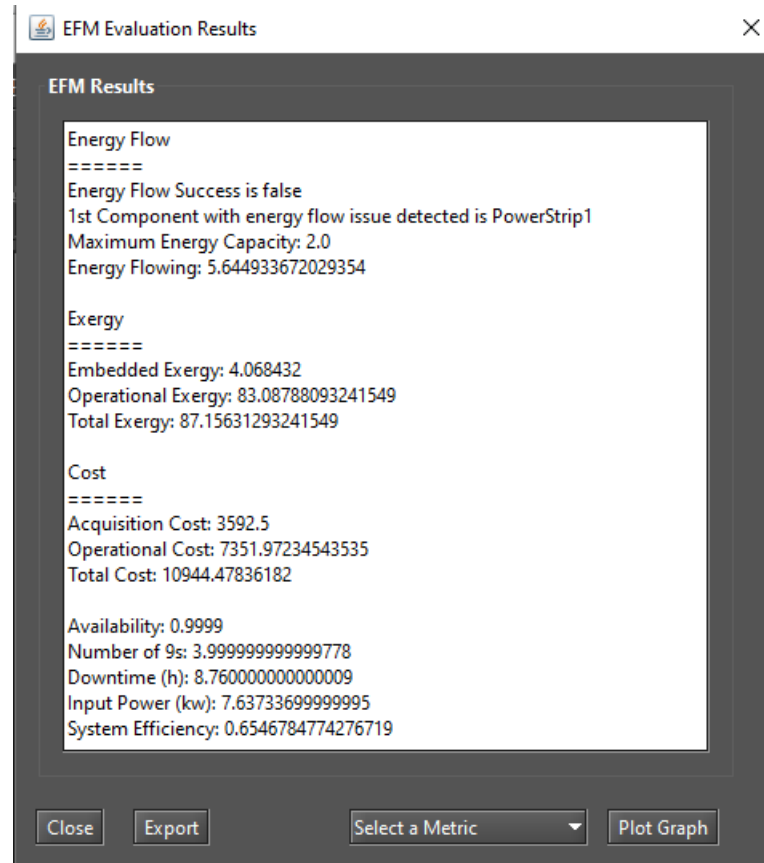 EFM Evaluation Results
EFM Results
Energy Flow
======
Energy Flow Success is false
1st Component with energy flow issue detected is PowerStrip1
Maximum Energy Capacity: 2.0
Energy Flowing: 5.644933672029354
Exergy
======
Embedded Exergy: 4.068432
Operational Exergy: 83.08788093241549
Total Exergy: 87.15631293241549
Cost
======
Acquisition Cost: 3592.5
Operational Cost: 7351.97234543535
Total Cost: 10944.47836182
Availability: 0.9999
Number of 9s: 3.999999999999778
Downtime (h): 8.760000000000009
Input Power (kw): 7.63733699999995
System Efficiency: 0.6546784774276719
Close Export Select a Metric Plot Graph